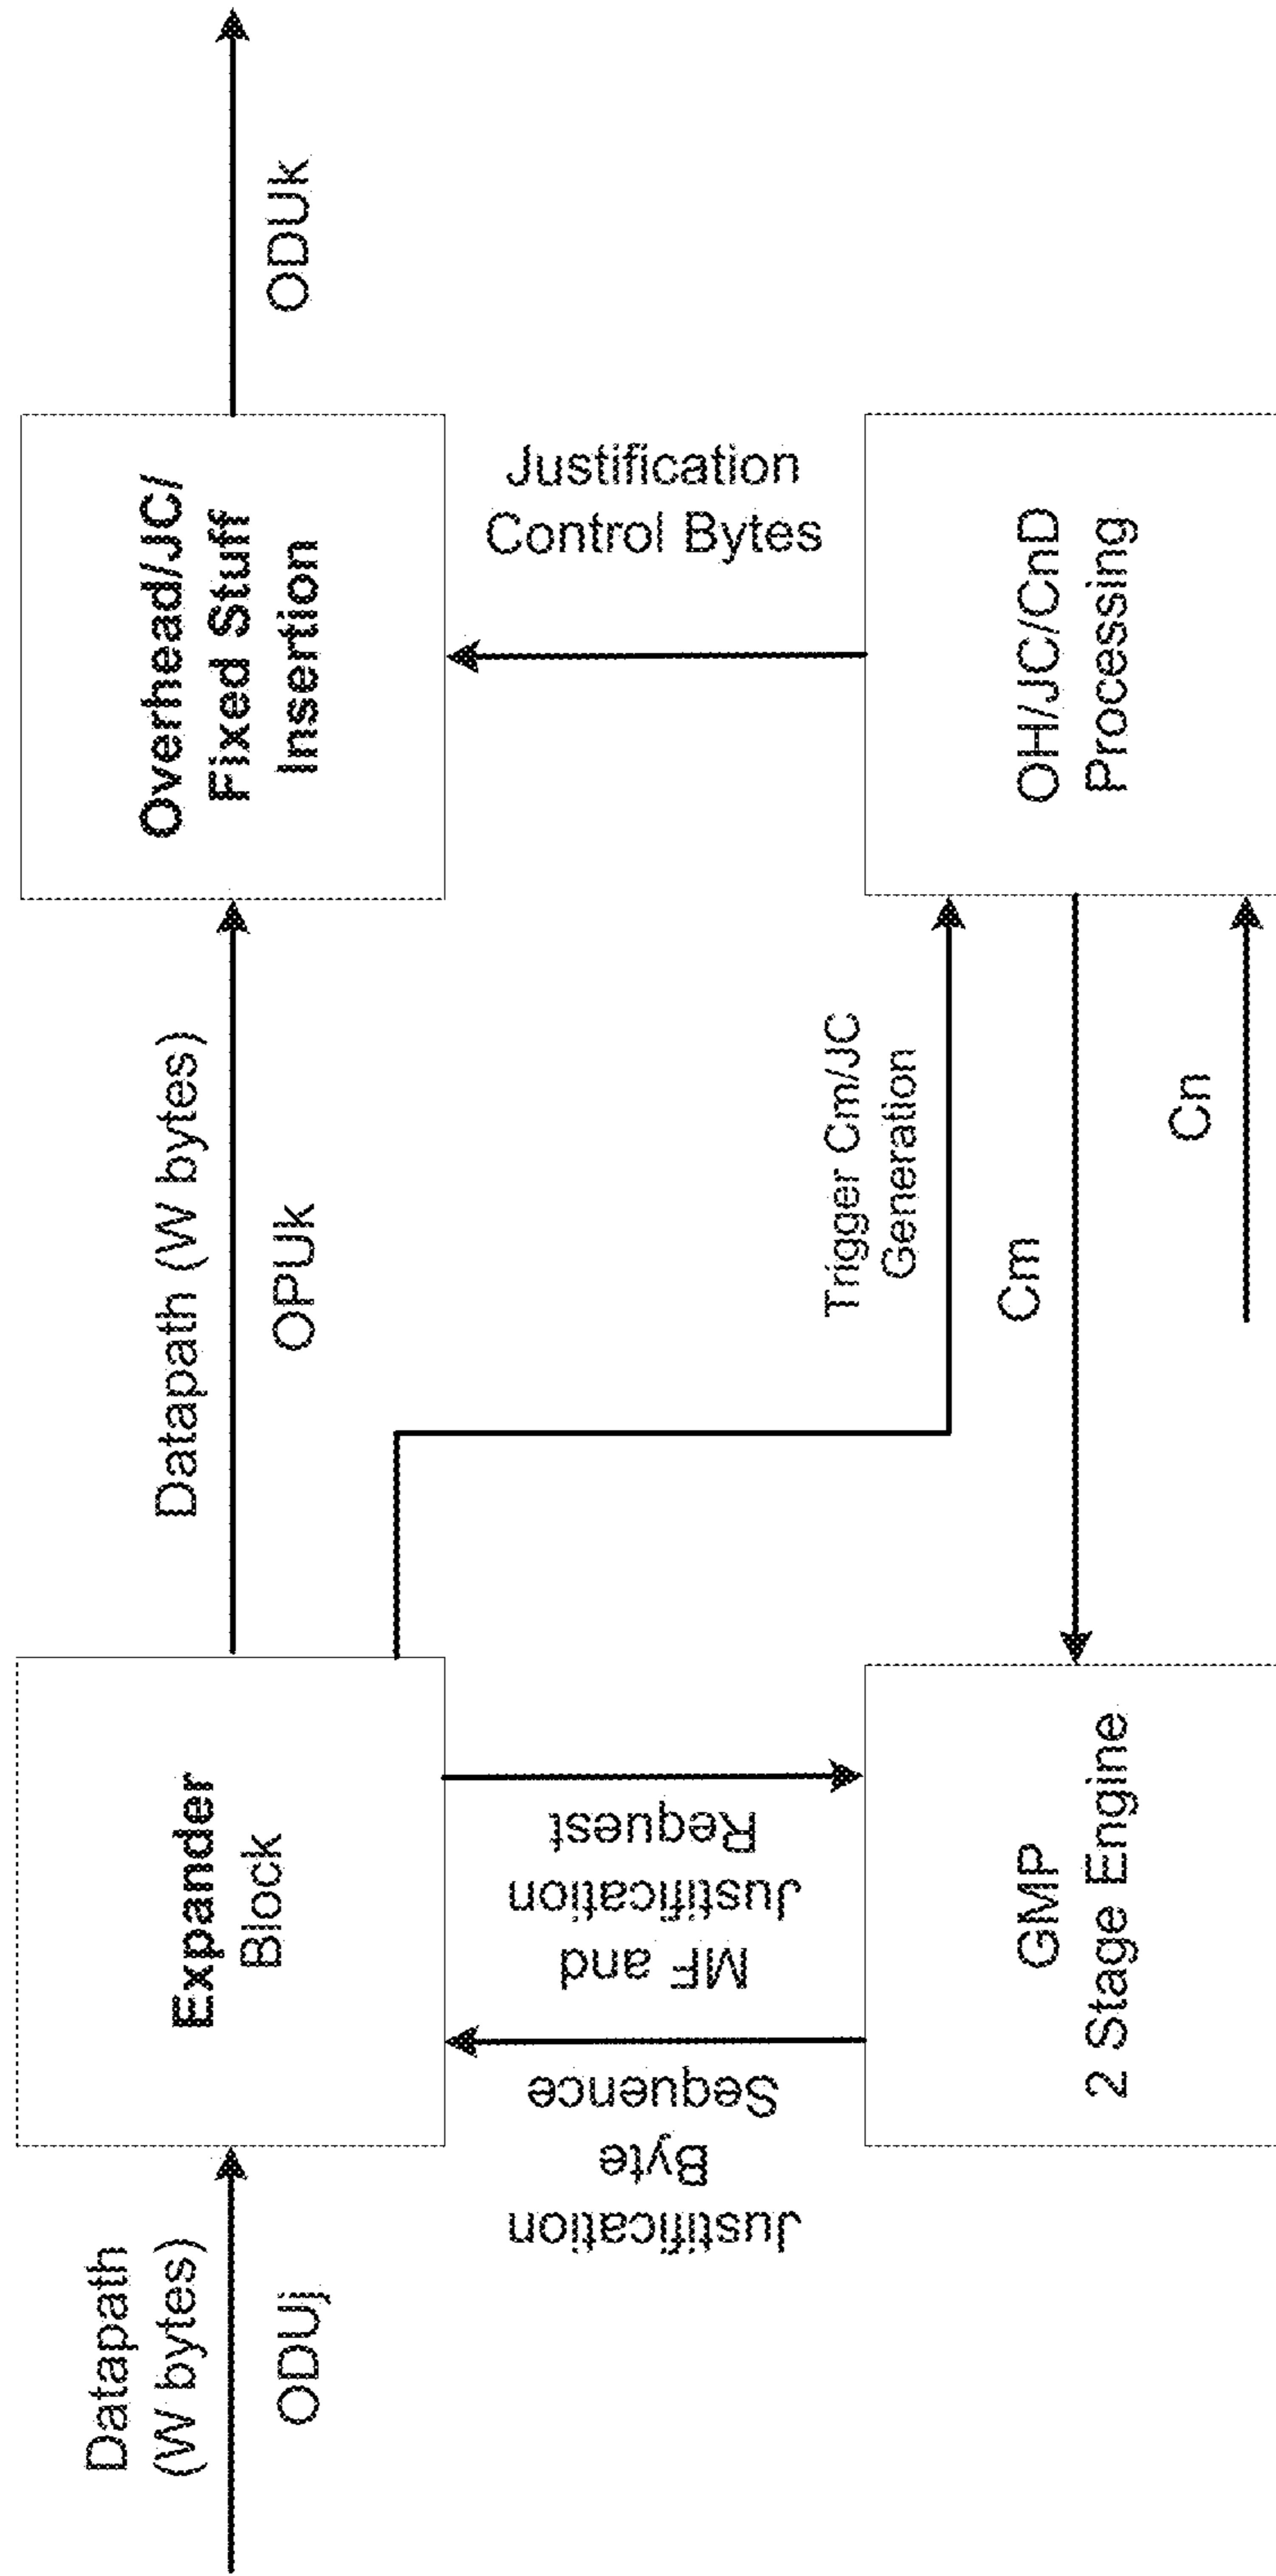 Datapath
(W bytes)
ODUj
Expander
Block
Datapath (W bytes)
OPUk
Overhead/JC/
Fixed Stuff
Insertion
ODUk
Justification
Byte
Sequence
MF and
Justification
Request
Trigger Cm/JC
Generation
Justification
Control Bytes
GMP
2 Stage Engine
Cm
Cn
OH/JC/CnD
Processing